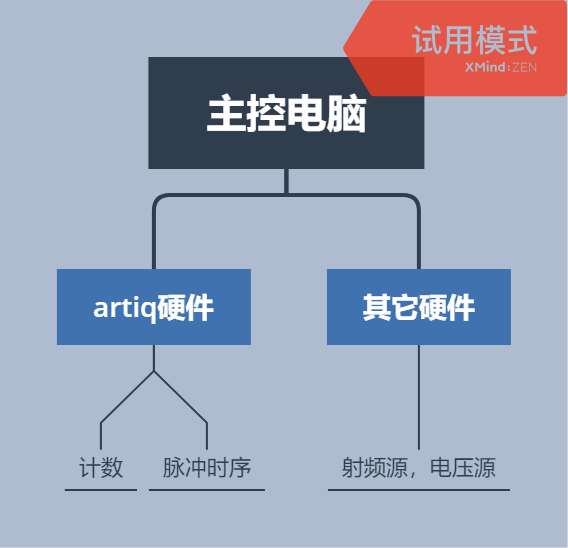 试用模式
XMind:ZEN
主控电脑
artiq硬件
其它硬件
计数
脉冲时序
射频源，电压源